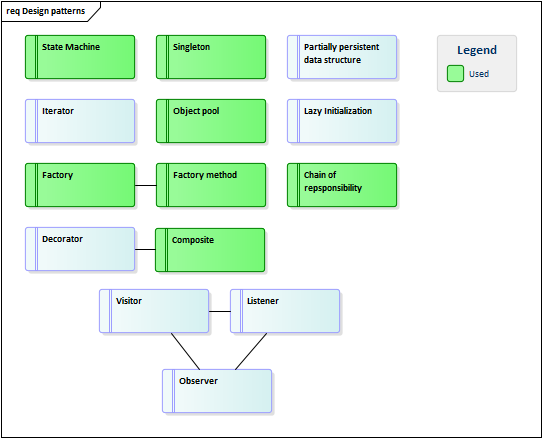 req Design patterns
State Machine
Singleton
Partially persistent
data structure
Legend
Used
Iterator
Object pool
Lazy Initialization
Factory
Factory method
Chain of
repsponsibility
Decorator
Composite
Visitor
Listener
Observer